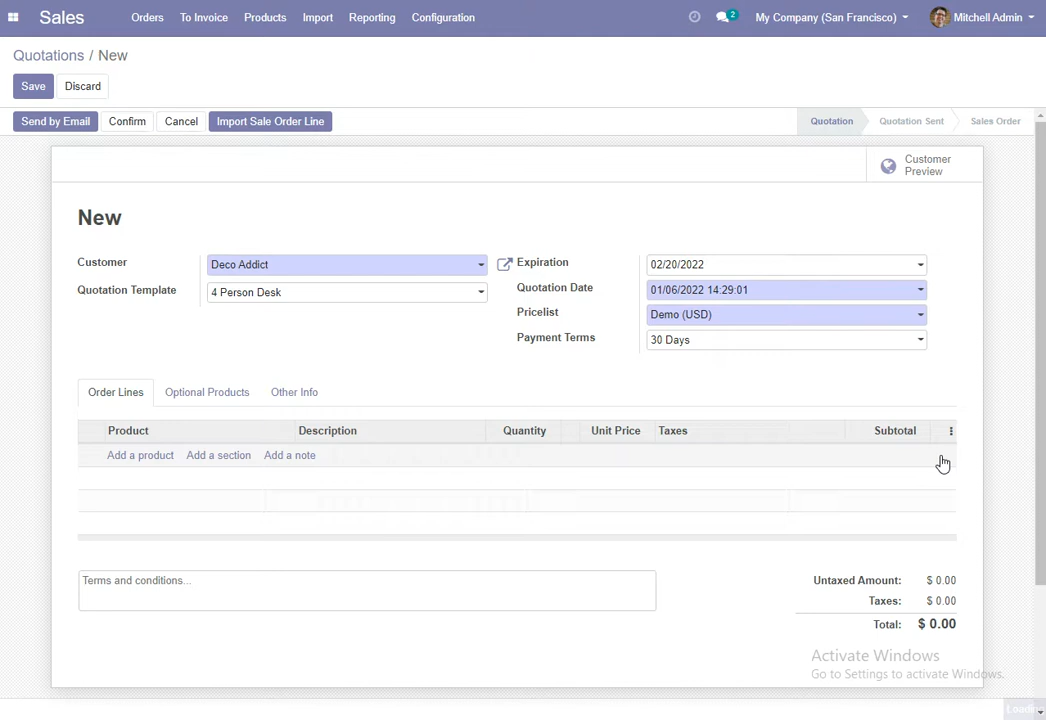 Sales Orders To Invoice Products Import Reporting Configuration 2 My Company (San Francisco) Mitchell Admin
Quotations / New
Save Discard
Send by Email Confirm Cancel Import Sale Order Line Quotation Quotation Sent Sales Order
Customer
Preview
New
Customer Deco Addict Expiration 02/20/2022
Quotation Template 4 Person Desk Quotation Date 01/06/2022 14:29:01
Pricelist Demo (USD)
Payment Terms 30 Days
Order Lines Optional Products Other Info
Product Description Quantity Unit Price Taxes Subtotal
Add a product Add a section Add a note
Terms and conditions... Untaxed Amount: $ 0.00
Taxes: $ 0.00
Total: $ 0.00
Activate Windows
Go to Settings to activate Windows.